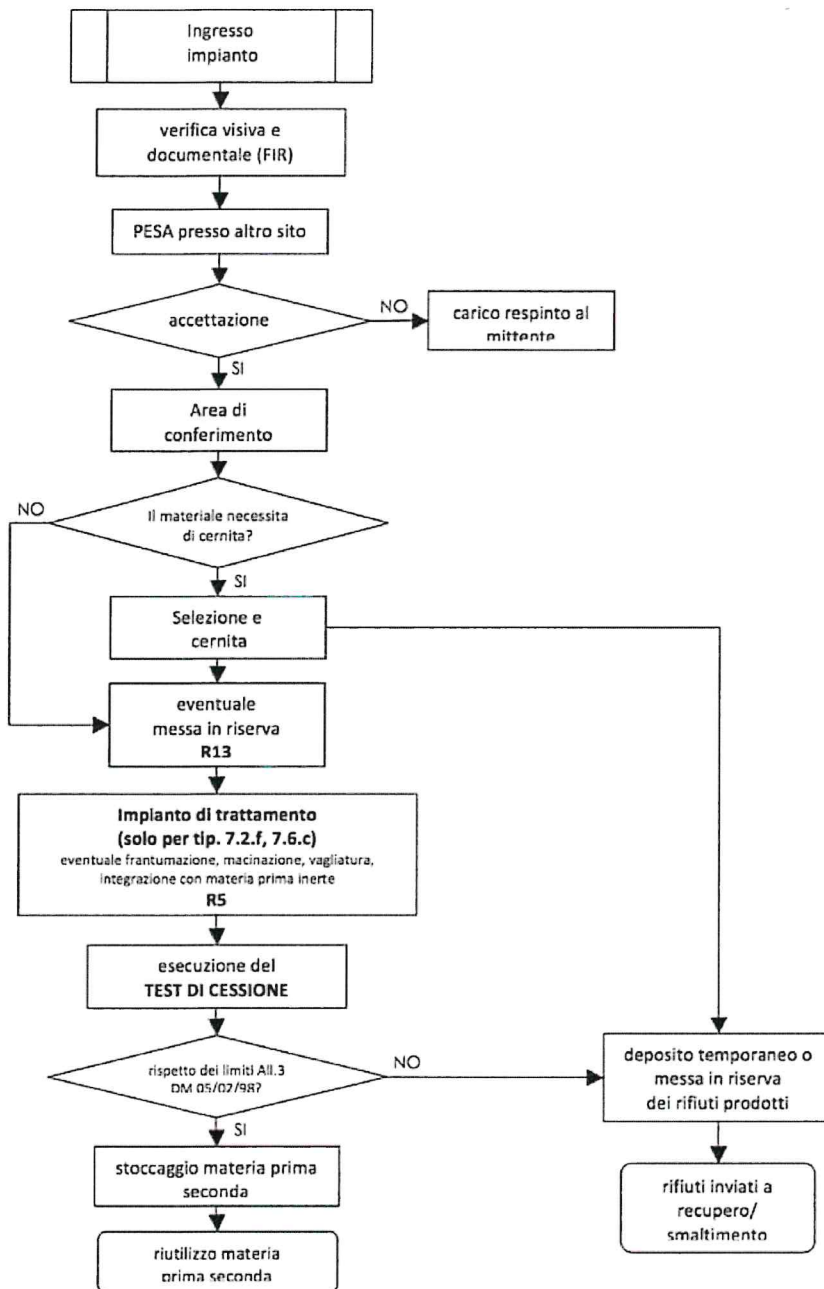 Ingresso
impianto
verifica visiva e
documentale (FIR)
PESA presso altro sito
accettazione
NO
carico respinto al
mittente
SI
Area di
conferimento
NO
Il materiale necessita
di cernita?
SI
Selezione e
cernita
eventuale
messa in riserva
R13
Impianto di trattamento
(solo per tip. 7.2.f, 7.6.c)
eventuale frantumazione, macinazione, vagliatura,
integrazione con materia prima inerte
R5
esecuzione del
TEST DI CESSIONE
rispetto dei limiti All.3
DM 05/02/98?
NO
deposito temporaneo o
messa in riserva
dei rifiuti prodotti
SI
stoccaggio materia prima
seconda
rifiuti inviati a
recupero/
smaltimento
riutilizzo materia
prima seconda